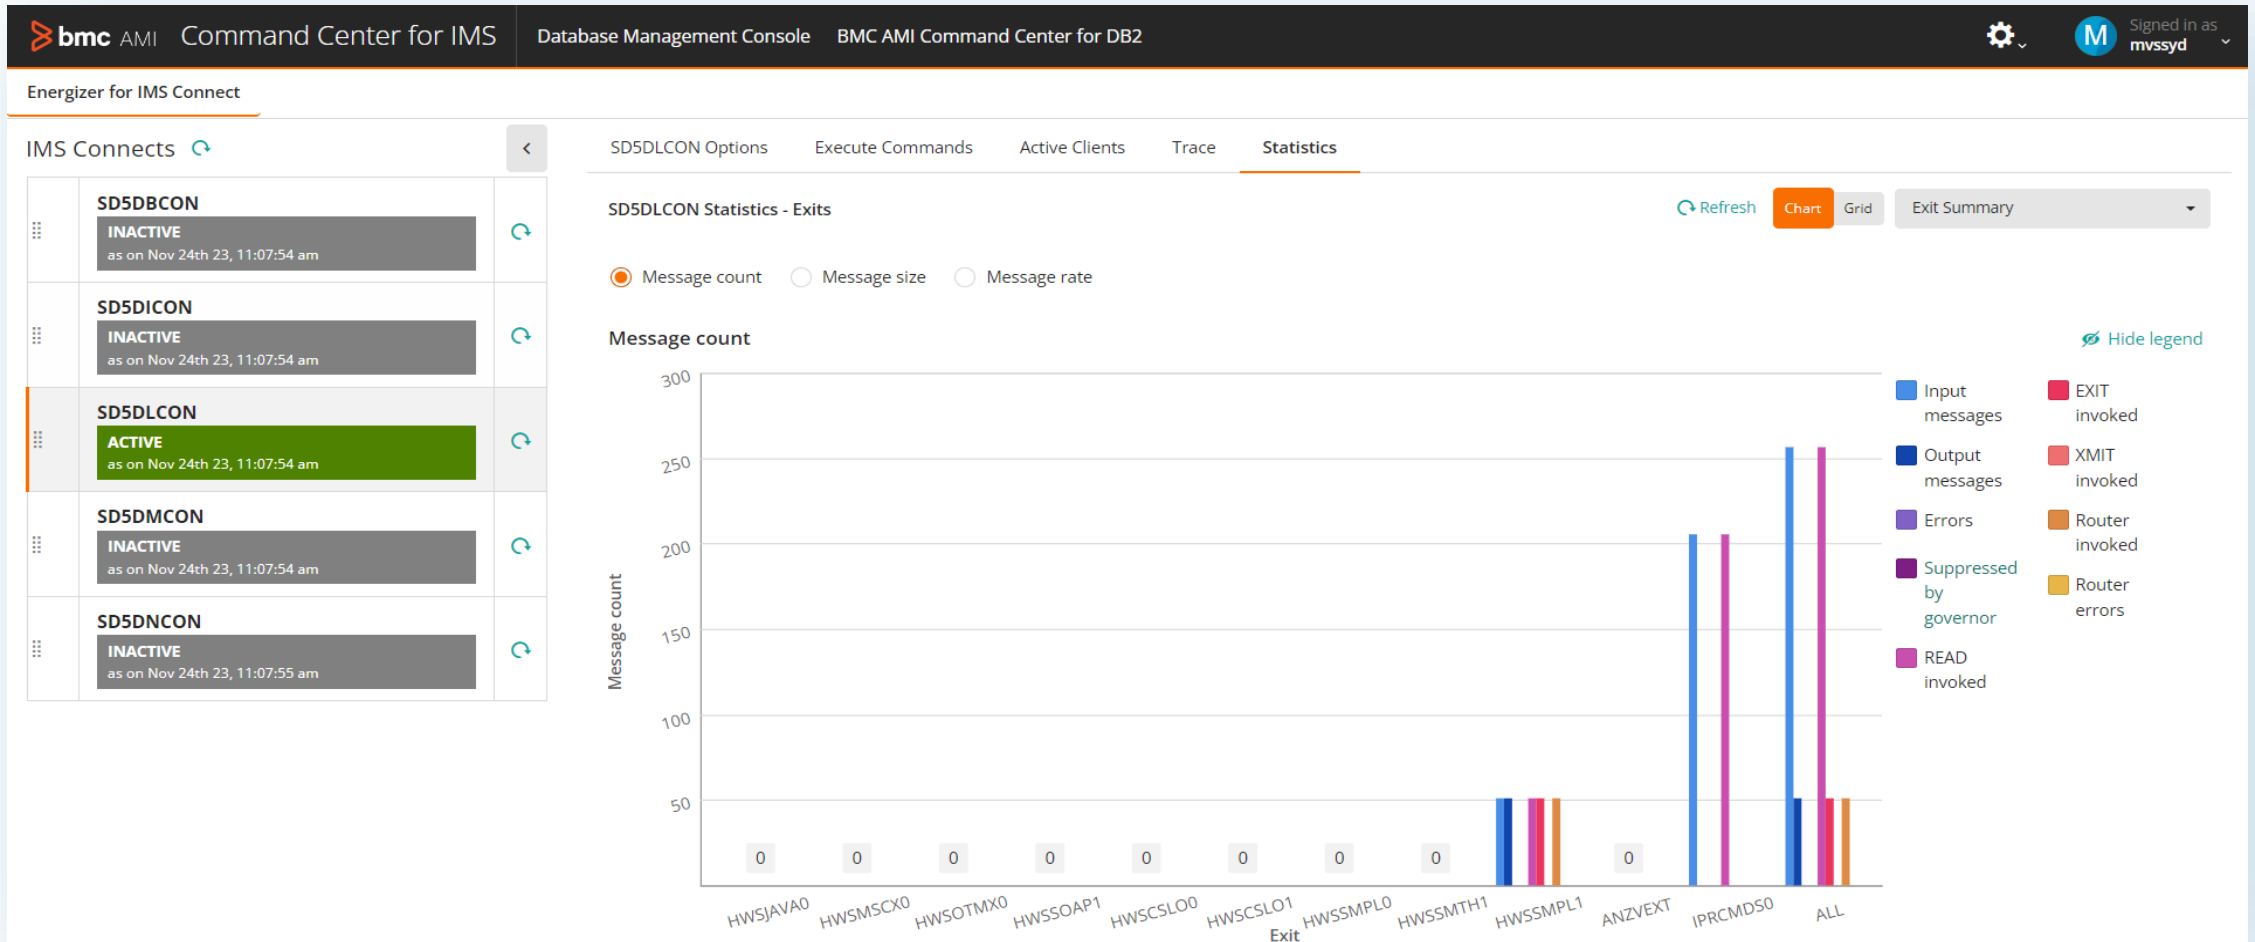 bmc AMI Command Center for IMS
Database Management Console
BMC AMI Command Center for DB2
M
Signed in as
mvssyd
Energizer for IMS Connect
IMS Connects
SD5DBCON
INACTIVE
as on Nov 24th 23, 11:07:54 am
SD5DICON
INACTIVE
as on Nov 24th 23, 11:07:54 am
SD5DLCON
ACTIVE
as on Nov 24th 23, 11:07:54 am
SD5DMCON
INACTIVE
as on Nov 24th 23, 11:07:54 am
SD5DNCON
INACTIVE
as on Nov 24th 23, 11:07:55 am
SD5DLCON Options
Execute Commands
Active Clients
Trace
Statistics
SD5DLCON Statistics - Exits
Refresh
Chart
Grid
Exit Summary
Message count
Message size
Message rate
Message count
Hide legend
300
250
200
150
100
50
Message count
0
0
0
0
0
0
0
0
0
HWSJAVA0
HWSMSCX0
HWSOTMX0
HWSSOAP1
HWSCSLO0
HWSCSLO1
HWSSMPL0
HWSSMTH1
HWSSMPL1
ANZVEXT
IPRCMDS0
ALL
Exit
Input
messages
Output
messages
Errors
Suppressed
by
governor
READ
invoked
EXIT
invoked
XMIT
invoked
Router
invoked
Router
errors